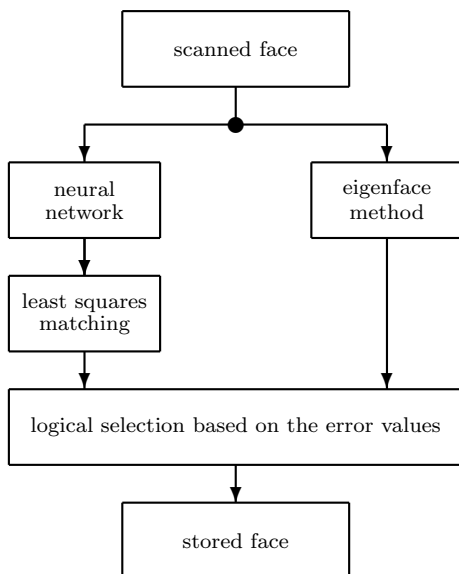 scanned face
neural
network
eigenface
method
least squares
matching
logical selection based on the error values
stored face